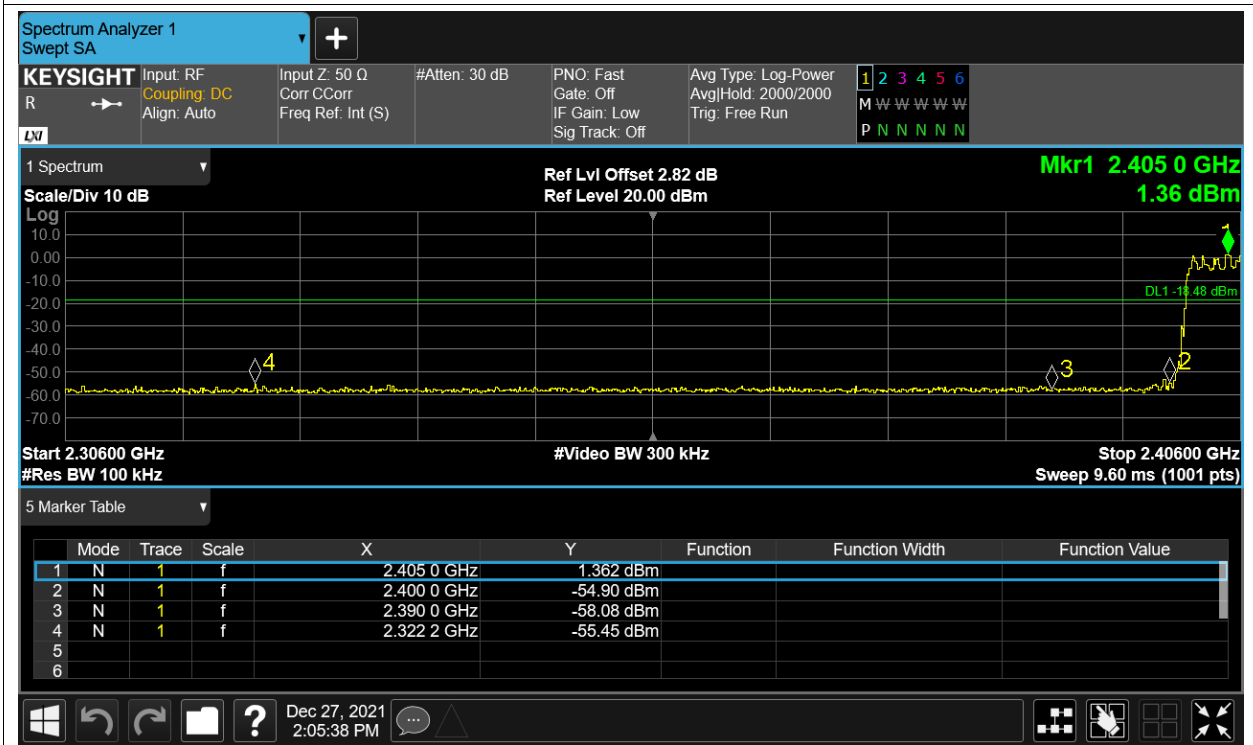 Spectrum Analyzer 1
Swept SA
+
KEYSIGHT Input: RF Input Z: 50 Ω #Atten: 30 dB PNO: Fast Avg Type: Log-Power 1 2 3 4 5 6
R Coupling: DC Corr CCorr Gate: Off Avg|Hold: 2000/2000 M W W W W W
Align: Auto Freq Ref: Int (S) IF Gain: Low Trig: Free Run
LXI Sig Track: Off P N N N N N
1 Spectrum Ref Lvl Offset 2.82 dB Mkr1 2.405 0 GHz
Scale/Div 10 dB Ref Level 20.00 dBm 1.36 dBm
Log
10.0 1
0.00
-10.0
DL1 -18.48 dBm
-20.0
-30.0
-40.0
4 3 2
-50.0
-60.0
-70.0
Start 2.30600 GHz #Video BW 300 kHz Stop 2.40600 GHz
#Res BW 100 kHz Sweep 9.60 ms (1001 pts)
5 Marker Table
Mode Trace Scale X Y Function Function Width Function Value
1 N 1 f 2.405 0 GHz 1.362 dBm
2 N 1 f 2.400 0 GHz -54.90 dBm
3 N 1 f 2.390 0 GHz -58.08 dBm
4 N 1 f 2.322 2 GHz -55.45 dBm
5
6
? Dec 27, 2021
2:05:38 PM